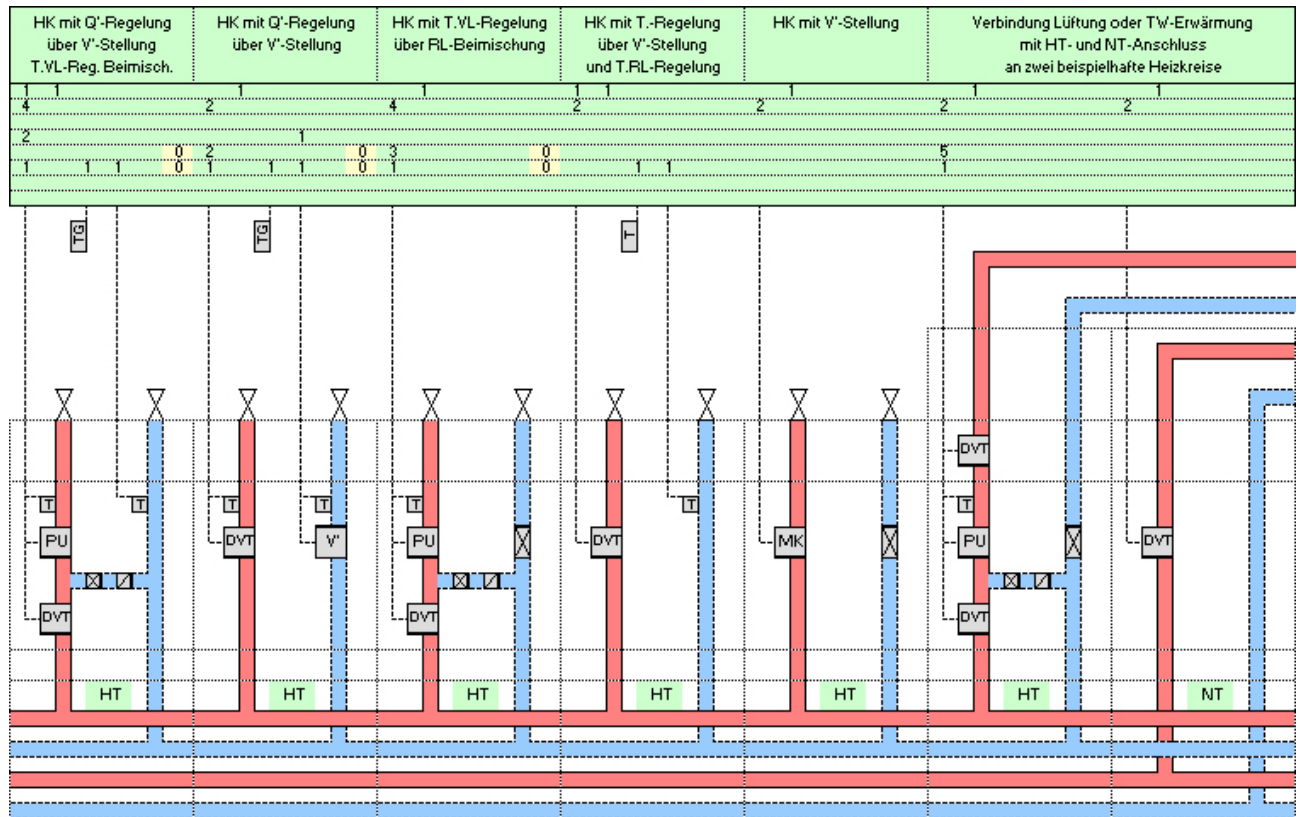 HK mit Q'-Regelung
über V'-Stellung
T.VL-Reg. Beimisch.
HK mit Q'-Regelung
über V'-Stellung
HK mit T.VL-Regelung
über RL-Beimischung
HK mit T.-Regelung
über V'-Stellung
und T.RL-Regelung
HK mit V'-Stellung
Verbindung Lüftung oder TW-Erwärmung
mit HT- und NT-Anschluss
an zwei beispielhafte Heizkreise
1 1 1 1 1 1 1 1 1
4 2 4 2 2 2 2
2 1
0 2 0 3 0 5
1 1 1 0 1 1 1 0 1 0 1 1 1
TG TG T
DVT
T T T T T T T
PU DVT V' PU DVT MK PU DVT
DVT DVT DVT
HT HT HT HT HT HT NT